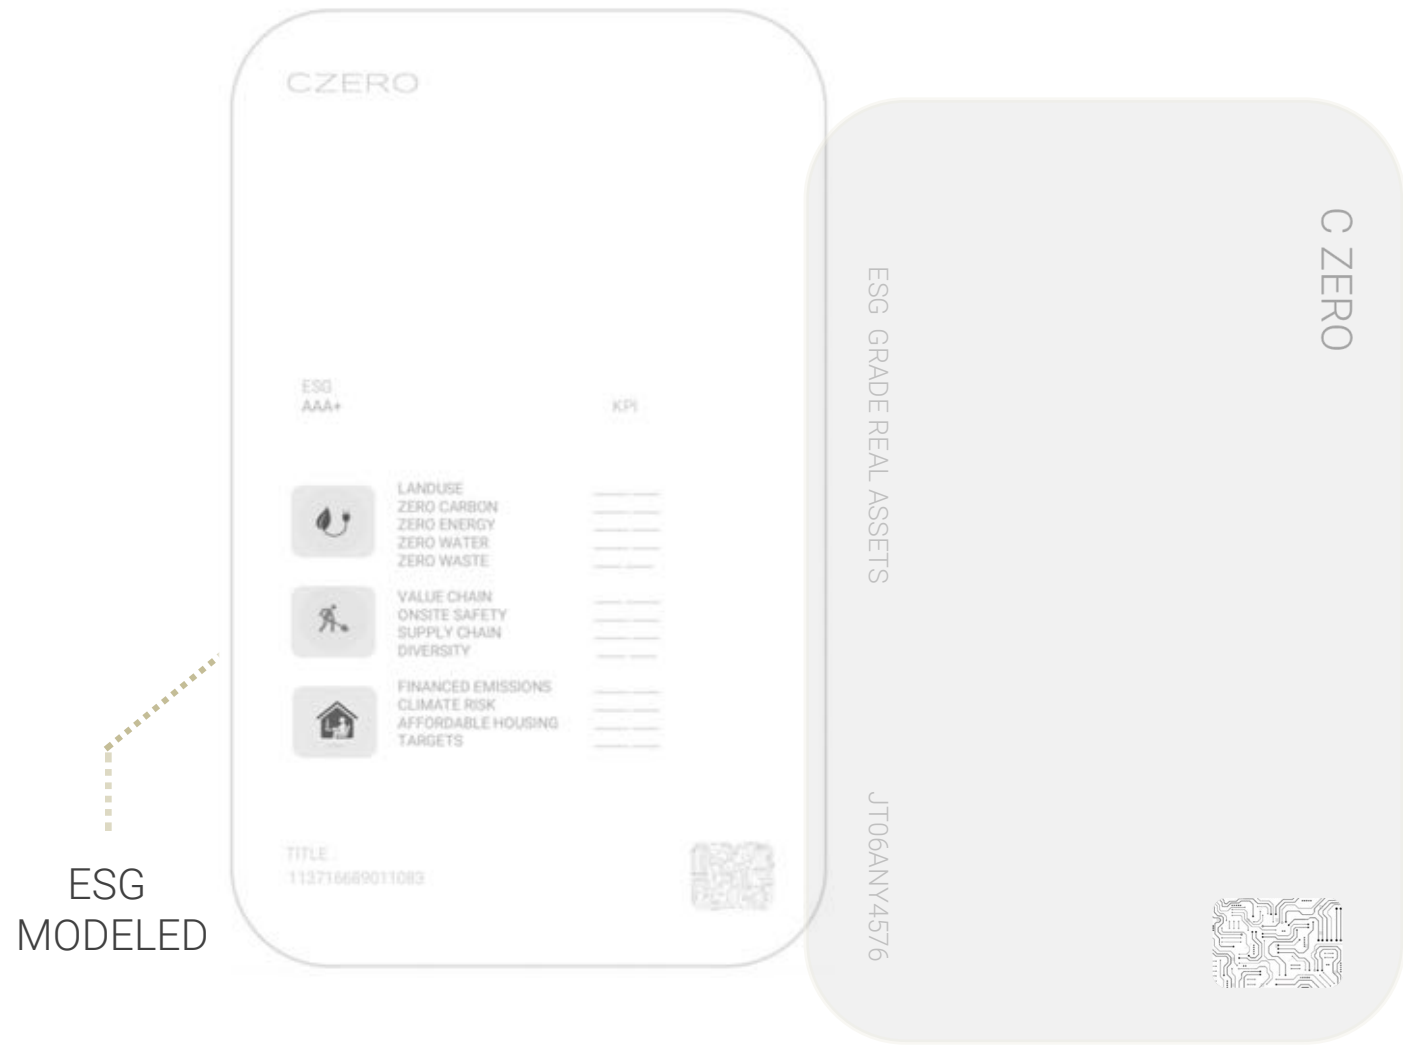 CZERO
ESG
AAA+
KPI
LANDUSE
ZERO CARBON
ZERO ENERGY
ZERO WATER
ZERO WASTE
VALUE CHAIN
ONSITE SAFETY
SUPPLY CHAIN
DIVERSITY
FINANCED EMISSIONS
CLIMATE RISK
AFFORDABLE HOUSING
TARGETS
TITLE :
113716689011083
ESG
MODELED
C ZERO
ESG GRADE REAL ASSETS
JT06ANY4576